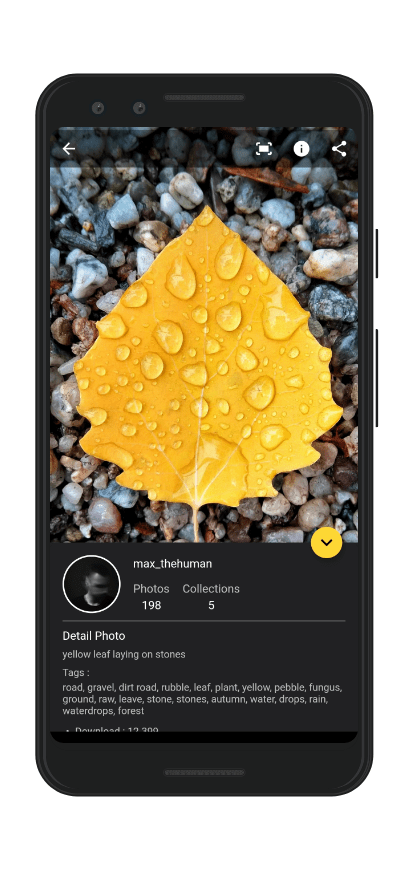 max_thehuman
Photos Collections
198 5
Detail Photo
yellow leaf laying on stones
Tags :
road, gravel, dirt road, rubble, leaf, plant, yellow, pebble, fungus,
ground, raw, leave, stone, stones, autumn, water, drops, rain,
waterdrops, forest
• Download : 12,399